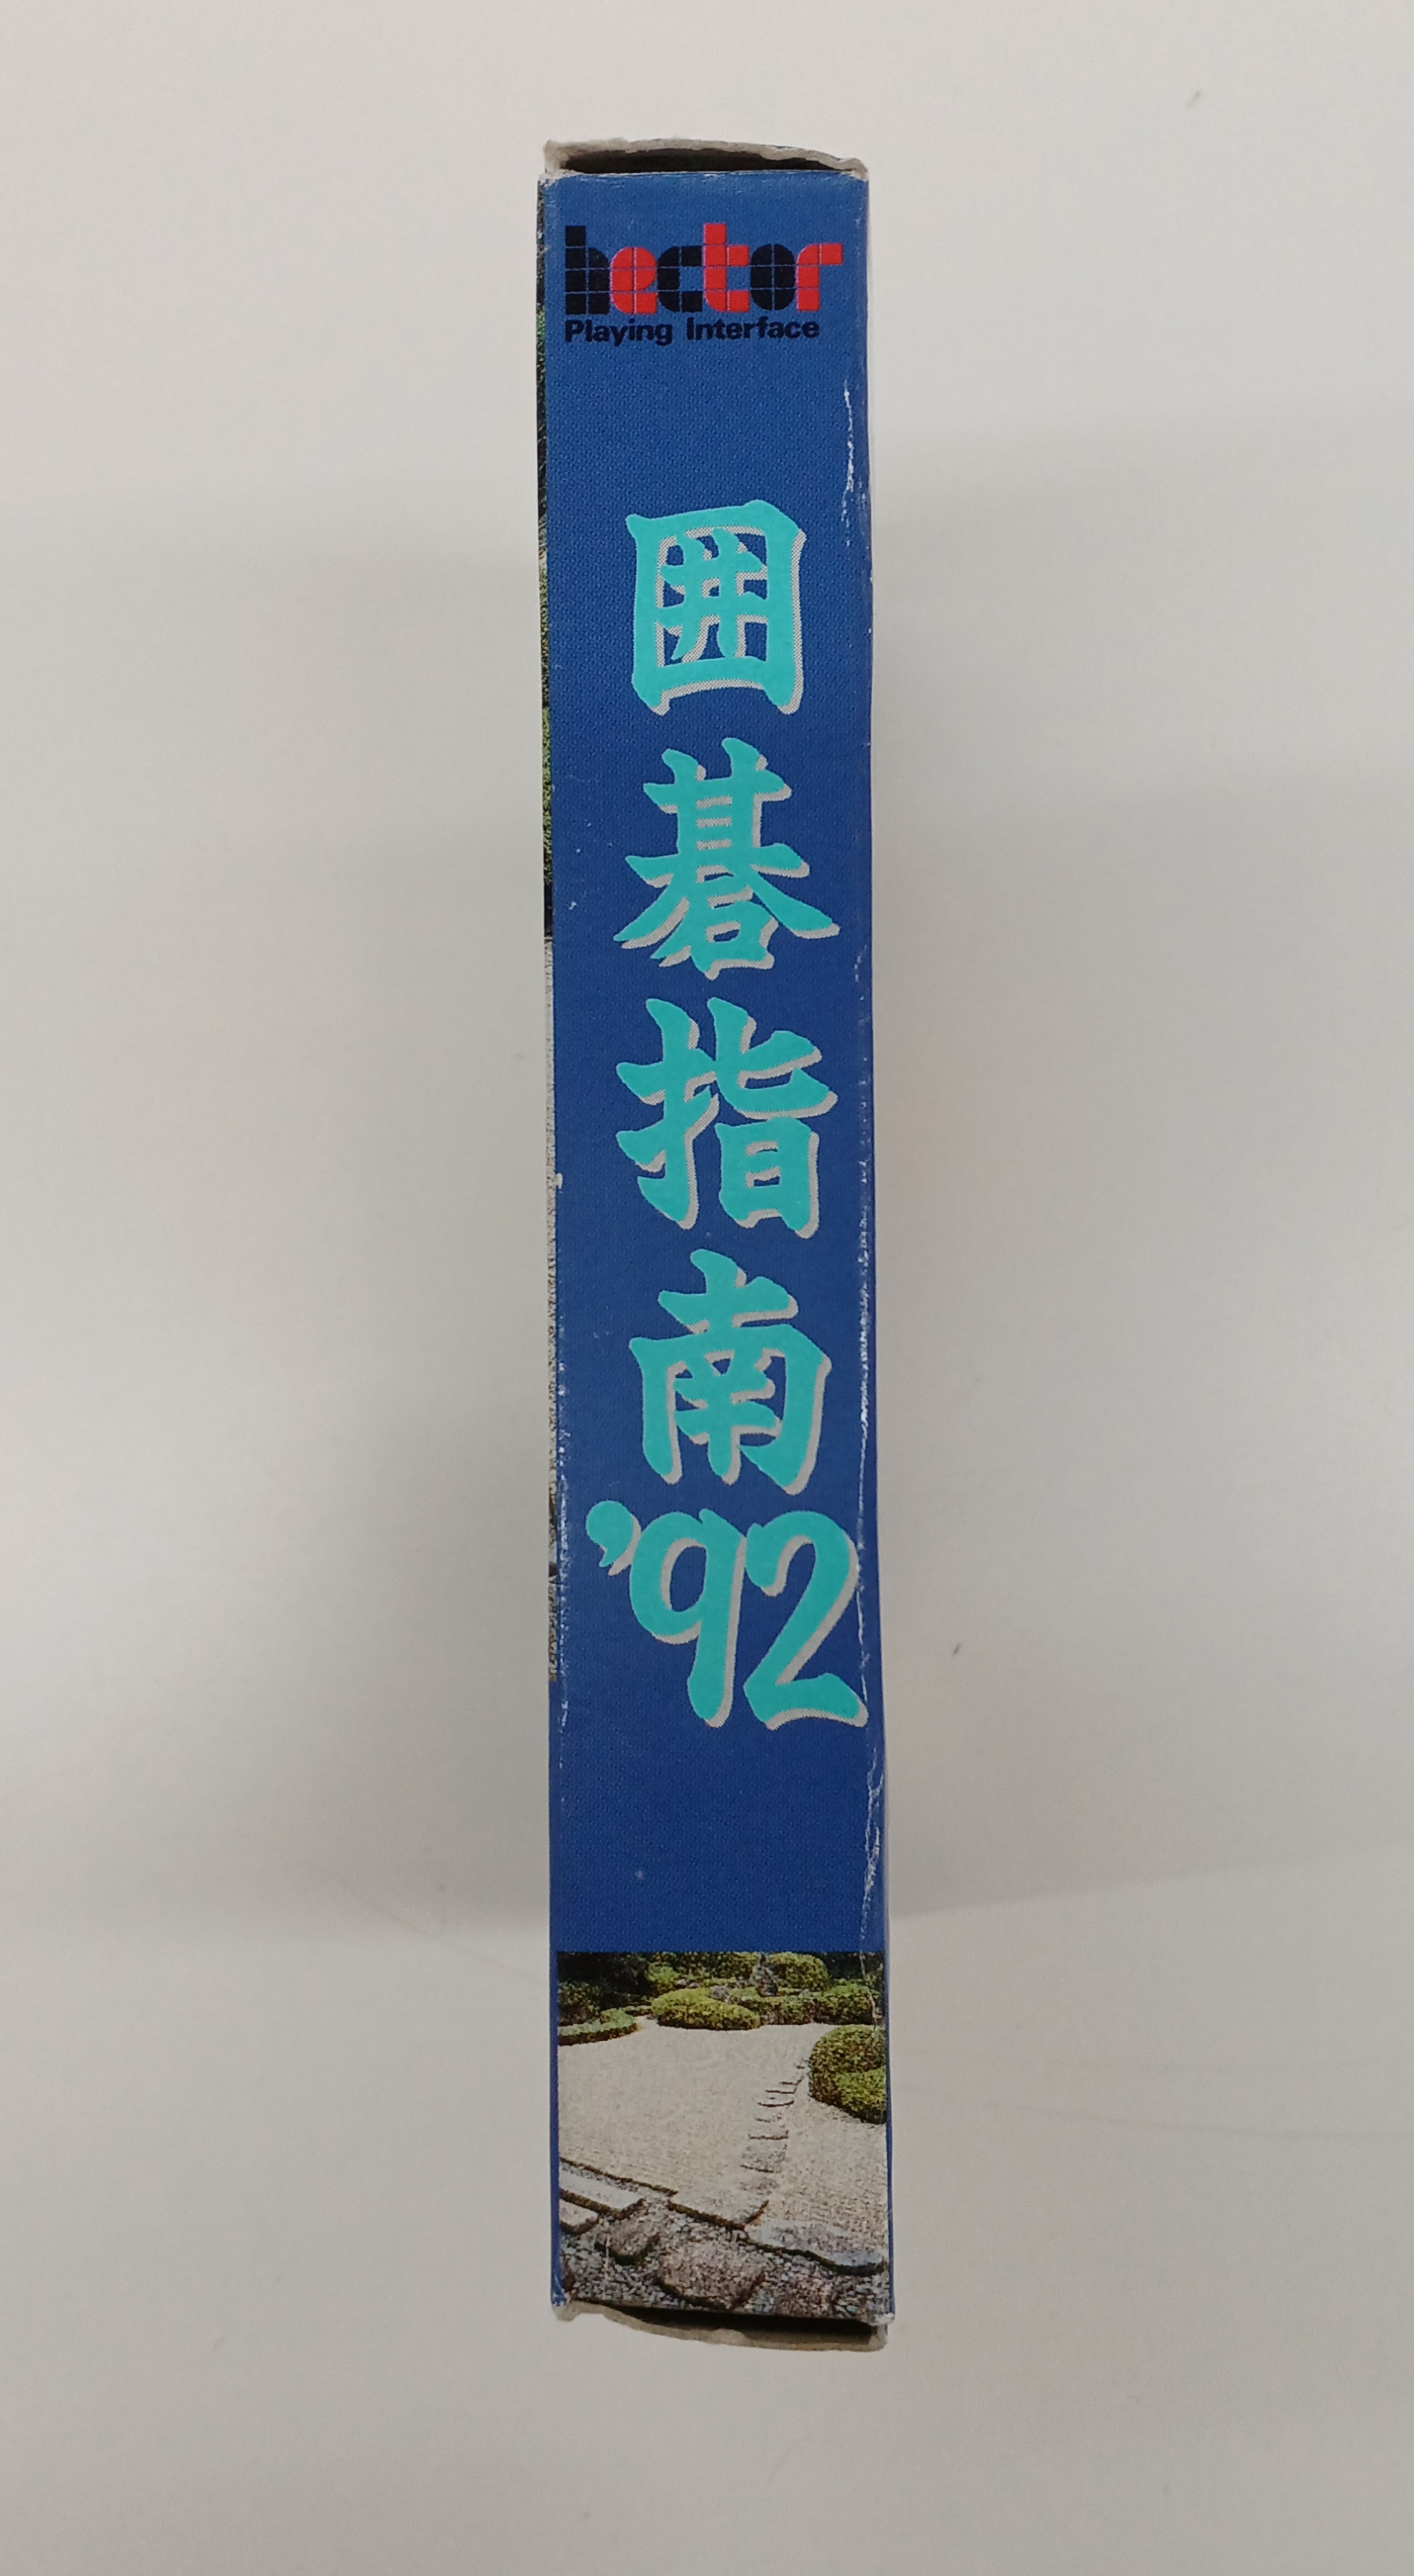 hector
Playing Interface
囲碁指南'92